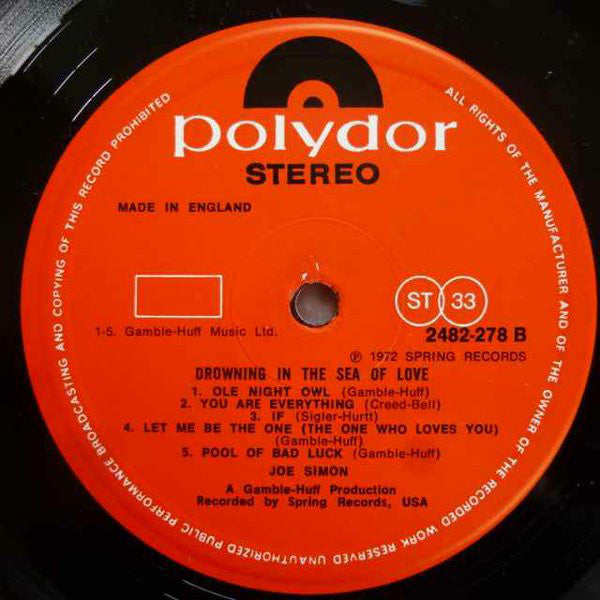 polydor
STEREO
MADE IN ENGLAND
ST 33
1-5. Gamble-Huff Music Ltd.
2482-278 B
℗ 1972 SPRING RECORDS
DROWNING IN THE SEA OF LOVE
1. OLE NIGHT OWL (Gamble-Huff)
2. YOU ARE EVERYTHING (Creed-Bell)
3. IF (Sigler-Hurtt)
4. LET ME BE THE ONE (THE ONE WHO LOVES YOU)
(Gamble-Huff)
5. POOL OF BAD LUCK (Gamble-Huff)
JOE SIMON
A Gamble-Huff Production
Recorded by Spring Records, USA
ALL RIGHTS OF THE MANUFACTURER AND OF THE OWNER OF THE RECORDED WORK RESERVED UNAUTHORIZED PUBLIC PERFORMANCE BROADCASTING AND COPYING OF THIS RECORD PROHIBITED